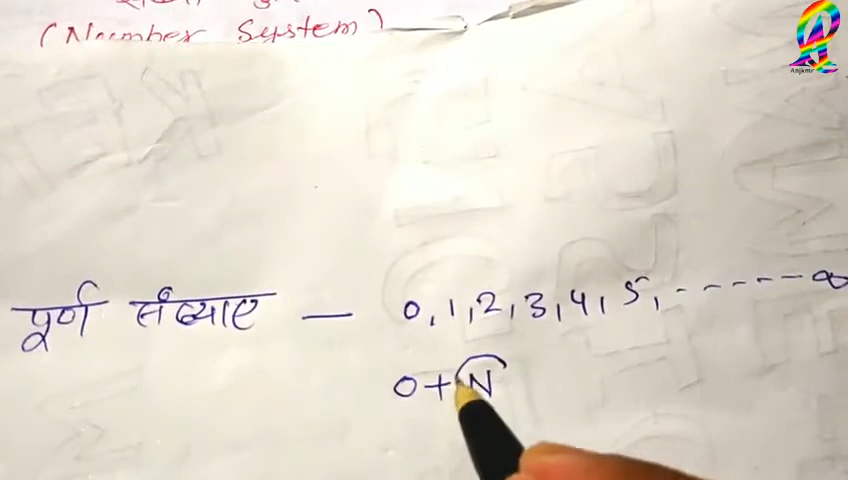 (Number System)
पूर्ण संख्याए — 0, 1, 2, 3, 4, 5, ------∞
0+N